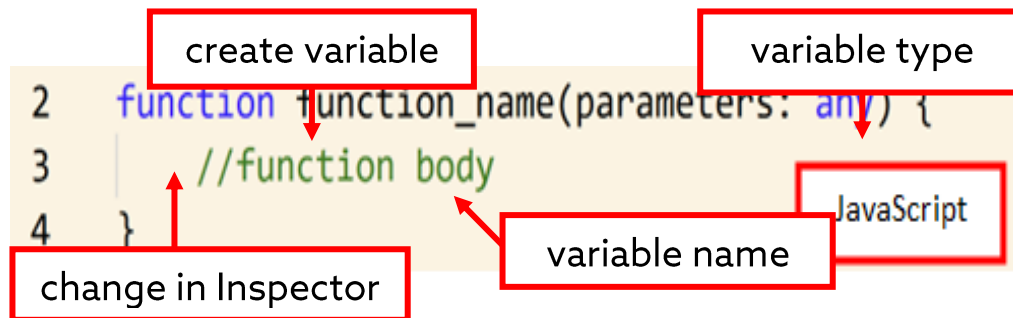 create variable
variable type
2 function function_name(parameters: any) {
3 //function body
JavaScript
4 }
variable name
change in Inspector